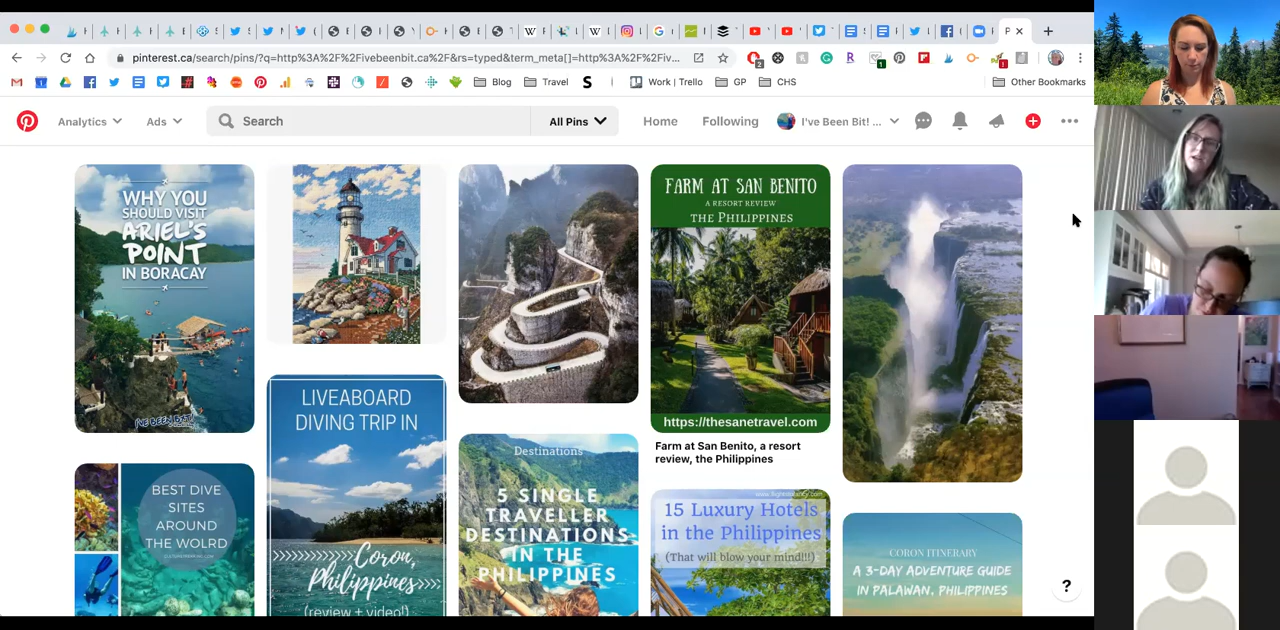 pinterest.ca/search/pins/?q=http%3A%2F%2Fivebeenbit.ca%2F&rs=typed&term_meta[]=http%3A%2F%2Fiv...
Blog
Travel
Work | Trello
GP
CHS
Other Bookmarks
Analytics
Ads
Search
All Pins
Home
Following
I've Been Bit! ...
WHY YOU
SHOULD VISIT
ARIEL'S
POINT
IN BORACAY
I'VE BEEN BIT!
FARM AT SAN BENITO
A RESORT REVIEW
THE PHILIPPINES
https://thesanetravel.com
Farm at San Benito, a resort
review, the Philippines
LIVEABOARD
DIVING TRIP IN
Coron,
Philippines
(review + video!)
Destinations
5 SINGLE
TRAVELLER
DESTINATIONS
IN THE
PHILIPPINES
BEST DIVE
SITES
AROUND
THE WOLRD
15 Luxury Hotels
in the Philippines
(That will blow your mind!!!)
CORON ITINERARY
A 3-DAY ADVENTURE GUIDE
IN PALAWAN, PHILIPPINES
?